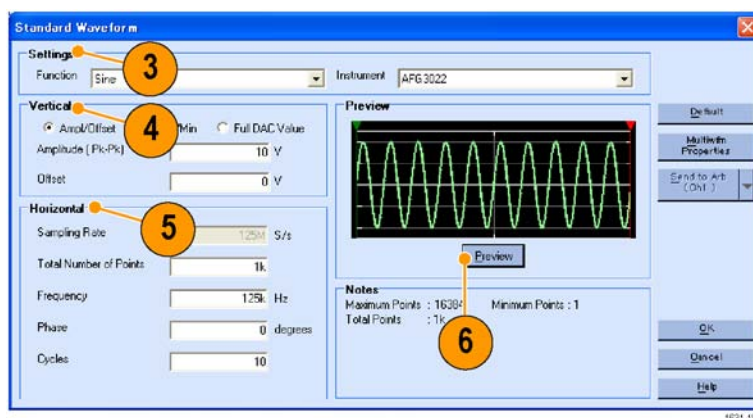 Standard Waveform
Settings
3
Function Sine
Instrument AFG3022
Vertical
4
Ampl/Offset /Min Full DAC Value
Amplitude ( Pk-Pk) 10 V
Offset 0 V
Horizontal
5
Sampling Rate 125M S/s
Total Number of Points 1k
Frequency 125k Hz
Phase 0 degrees
Cycles 10
Preview
Preview
6
Notes
Maximum Points : 16384 Minimum Points : 1
Total Points : 1k
Default
Multiwfm
Properties
Send to Arb
(Ch1 )
OK
Cancel
Help